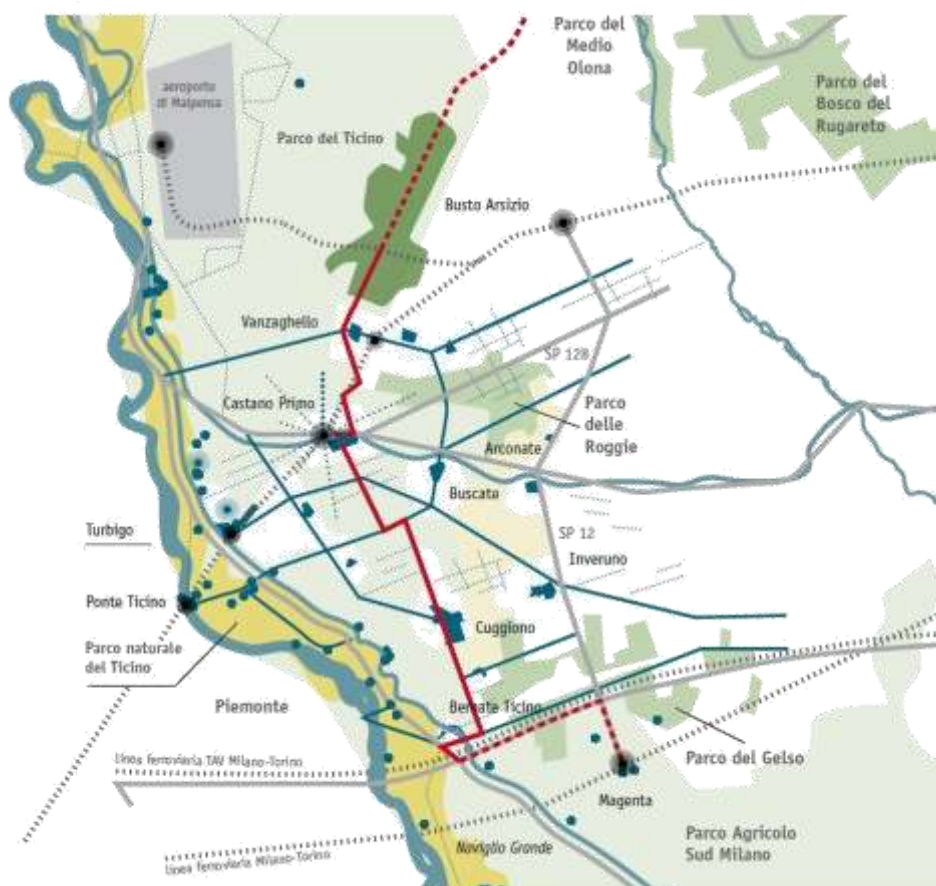 Parco del
Medio
Olona
aeroporto
di Malpensa
Parco del
Bosco del
Rugareto
Parco del Ticino
Busto Arsizio
Vanzaghello
SP 128
Castano Primo
Parco
delle
Roggie
Arconate
Buscate
Turbigo
SP 12
Inveruno
Ponte Ticino
Cuggiono
Parco naturale
del Ticino
Piemonte
Bernate Ticino
linea ferroviaria TAV Milano-Torino
Parco del Gelso
Magenta
Parco Agricolo
Sud Milano
Naviglio Grande
linea ferroviaria Milano-Torino